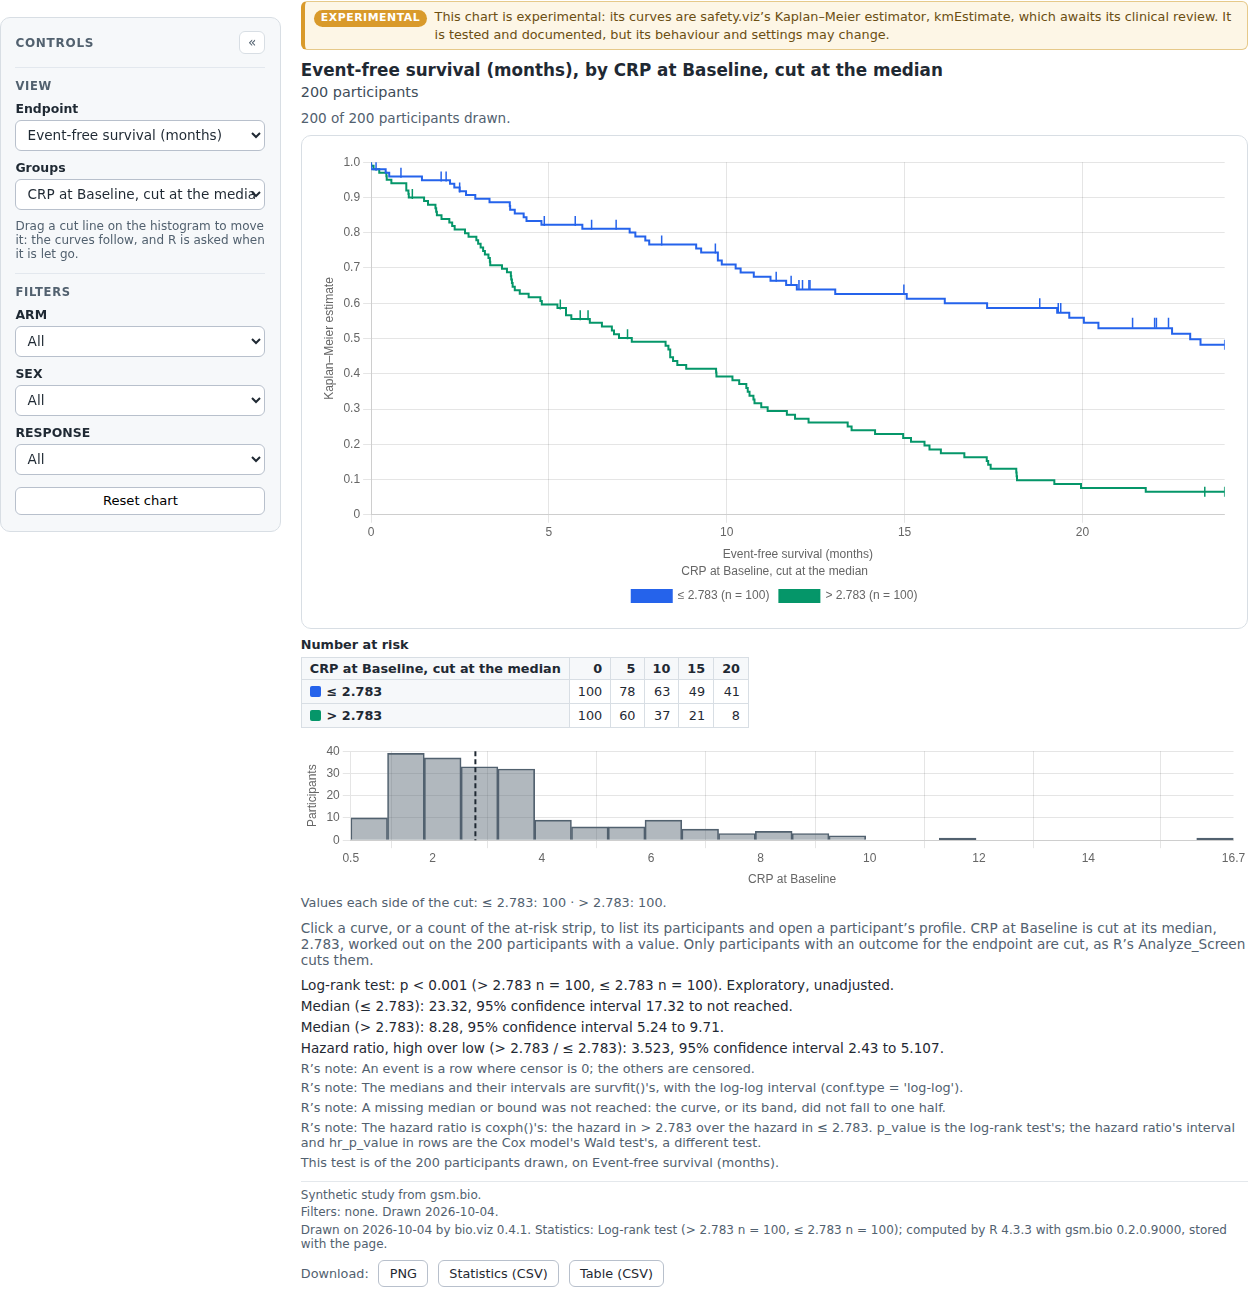 EXPERIMENTAL This chart is experimental: its curves are safety.viz’s Kaplan–Meier estimator, kmEstimate, which awaits its clinical review. It
is tested and documented, but its behaviour and settings may change.
CONTROLS «
VIEW
Endpoint
Event-free survival (months)
Groups
CRP at Baseline, cut at the media
Drag a cut line on the histogram to move
it: the curves follow, and R is asked when
it is let go.
FILTERS
ARM
All
SEX
All
RESPONSE
All
Reset chart
Event-free survival (months), by CRP at Baseline, cut at the median
200 participants
200 of 200 participants drawn.
Kaplan–Meier estimate
1.0
0.9
0.8
0.7
0.6
0.5
0.4
0.3
0.2
0.1
0
0 5 10 15 20
Event-free survival (months)
CRP at Baseline, cut at the median
≤ 2.783 (n = 100) > 2.783 (n = 100)
Number at risk
CRP at Baseline, cut at the median 0 5 10 15 20
≤ 2.783 100 78 63 49 41
> 2.783 100 60 37 21 8
Participants
40
30
20
10
0
0.5 2 4 6 8 10 12 14 16.7
CRP at Baseline
Values each side of the cut: ≤ 2.783: 100 · > 2.783: 100.
Click a curve, or a count of the at-risk strip, to list its participants and open a participant’s profile. CRP at Baseline is cut at its median,
2.783, worked out on the 200 participants with a value. Only participants with an outcome for the endpoint are cut, as R’s Analyze_Screen
cuts them.
Log-rank test: p < 0.001 (> 2.783 n = 100, ≤ 2.783 n = 100). Exploratory, unadjusted.
Median (≤ 2.783): 23.32, 95% confidence interval 17.32 to not reached.
Median (> 2.783): 8.28, 95% confidence interval 5.24 to 9.71.
Hazard ratio, high over low (> 2.783 / ≤ 2.783): 3.523, 95% confidence interval 2.43 to 5.107.
R’s note: An event is a row where censor is 0; the others are censored.
R’s note: The medians and their intervals are survfit()'s, with the log-log interval (conf.type = 'log-log').
R’s note: A missing median or bound was not reached: the curve, or its band, did not fall to one half.
R’s note: The hazard ratio is coxph()'s: the hazard in > 2.783 over the hazard in ≤ 2.783. p_value is the log-rank test's; the hazard ratio's interval
and hr_p_value in rows are the Cox model's Wald test's, a different test.
This test is of the 200 participants drawn, on Event-free survival (months).
Synthetic study from gsm.bio.
Filters: none. Drawn 2026-10-04.
Drawn on 2026-10-04 by bio.viz 0.4.1. Statistics: Log-rank test (> 2.783 n = 100, ≤ 2.783 n = 100); computed by R 4.3.3 with gsm.bio 0.2.0.9000, stored
with the page.
Download: PNG Statistics (CSV) Table (CSV)